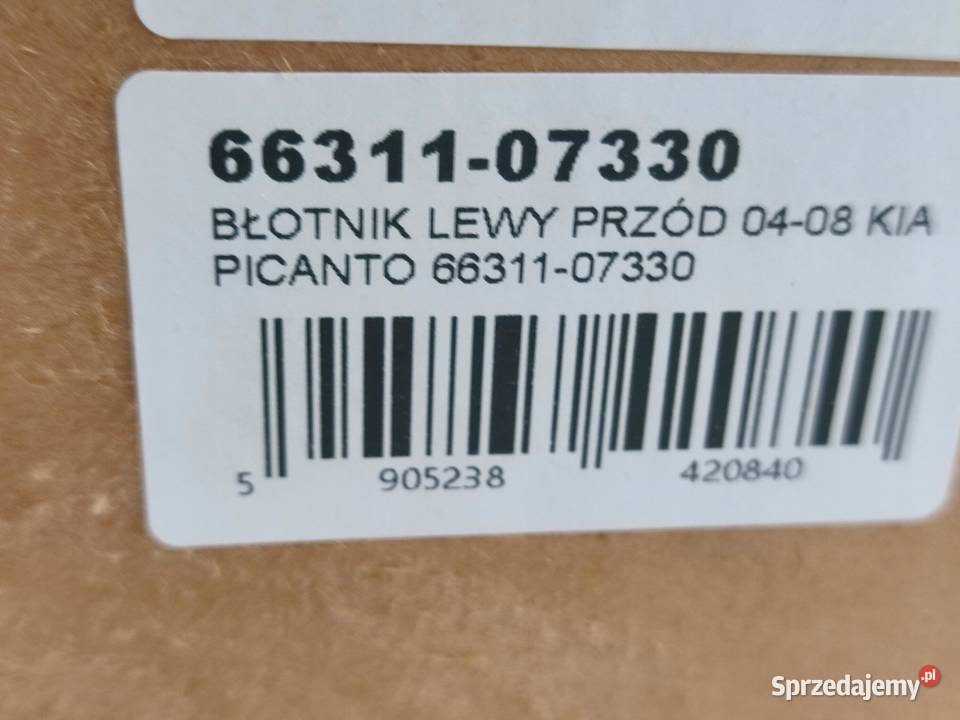 66311-07330
BŁOTNIK LEWY PRZÓD 04-08 KIA
PICANTO 66311-07330
5 905238 420840
Sprzedajemy.pl